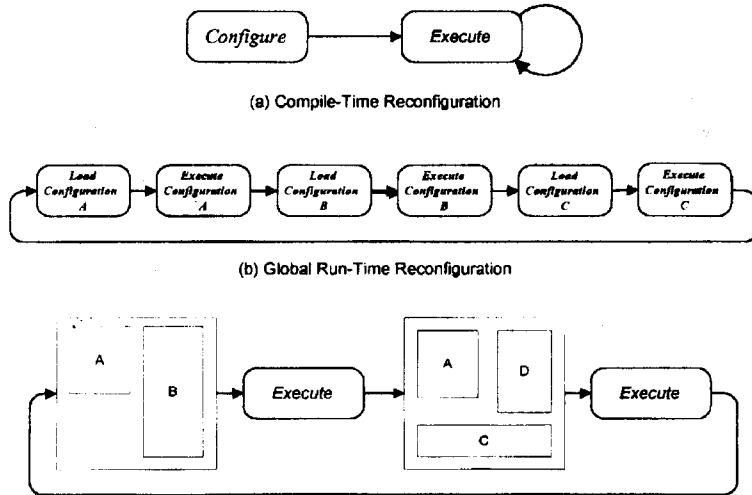 Configure
Execute
(a) Compile-Time Reconfiguration
Load
Configuration
A
Execute
Configuration
A
Load
Configuration
B
Execute
Configuration
B
Load
Configuration
C
Execute
Configuration
C
(b) Global Run-Time Reconfiguration
A
B
Execute
A
D
C
Execute